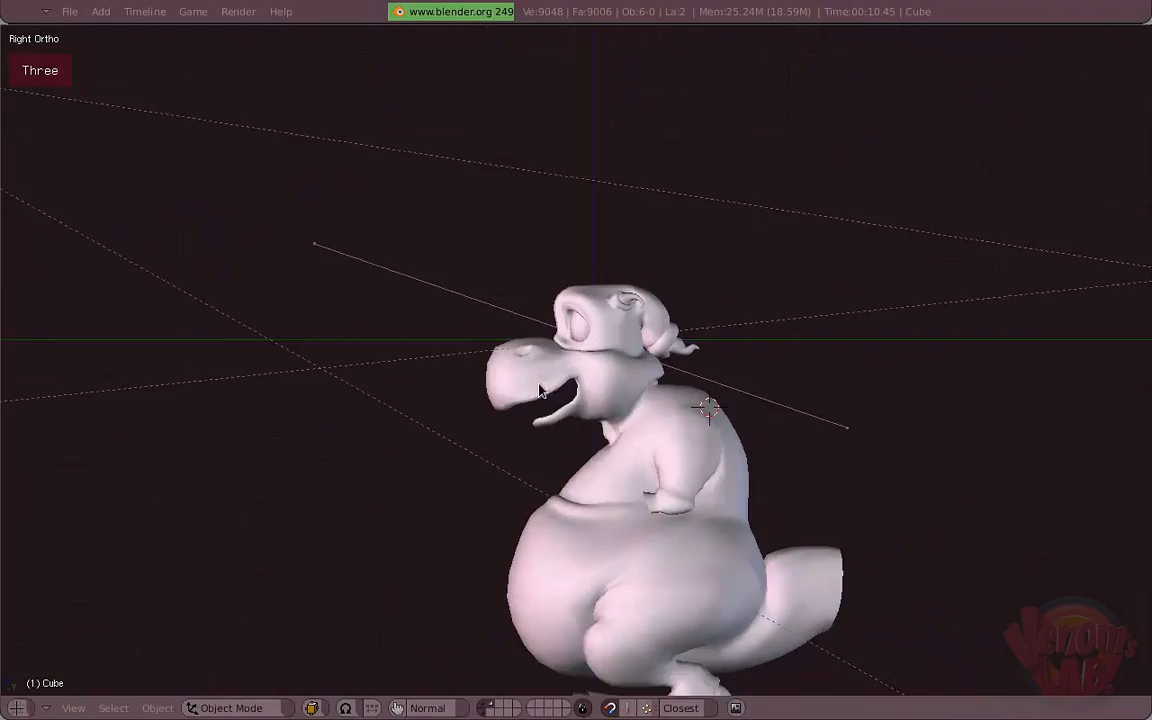 File Add Timeline Game Render Help www.blender.org 249 Ve:9048 | Fa:9006 | Ob:6-0 | La:2 | Mem:25.24M (18.59M) | Time:00:10.45 | Cube
Right Ortho
Three
Venom's
LAB.
(1) Cube
View Select Object Object Mode Normal Closest